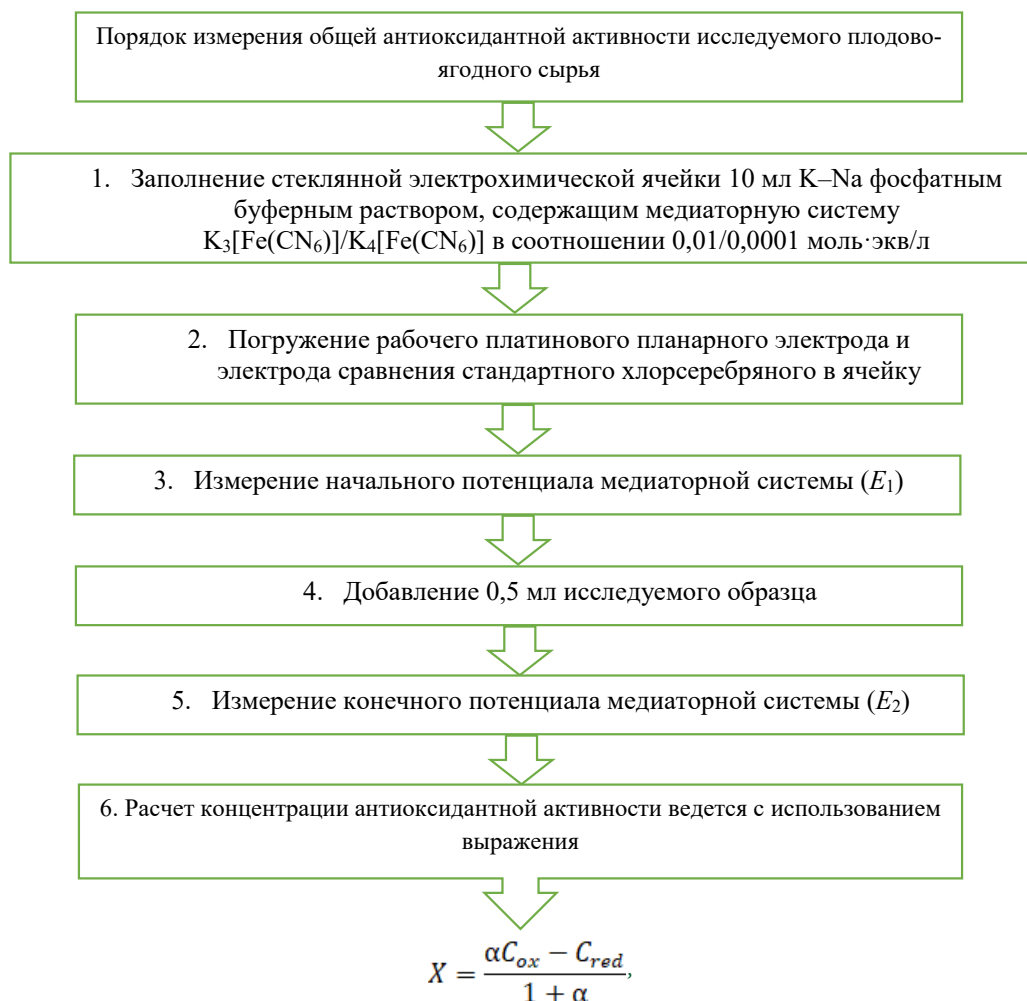 Порядок измерения общей антиоксидантной активности исследуемого плодово-
ягодного сырья
1. Заполнение стеклянной электрохимической ячейки 10 мл K–Na фосфатным
буферным раствором, содержащим медиаторную систему
K₃[Fe(CN₆)]/K₄[Fe(CN₆)] в соотношении 0,01/0,0001 моль·экв/л
2. Погружение рабочего платинового планарного электрода и
электрода сравнения стандартного хлорсеребряного в ячейку
3. Измерение начального потенциала медиаторной системы (E₁)
4. Добавление 0,5 мл исследуемого образца
5. Измерение конечного потенциала медиаторной системы (E₂)
6. Расчет концентрации антиоксидантной активности ведется с использованием
выражения
X = (αC_ox − C_red)/(1 + α),